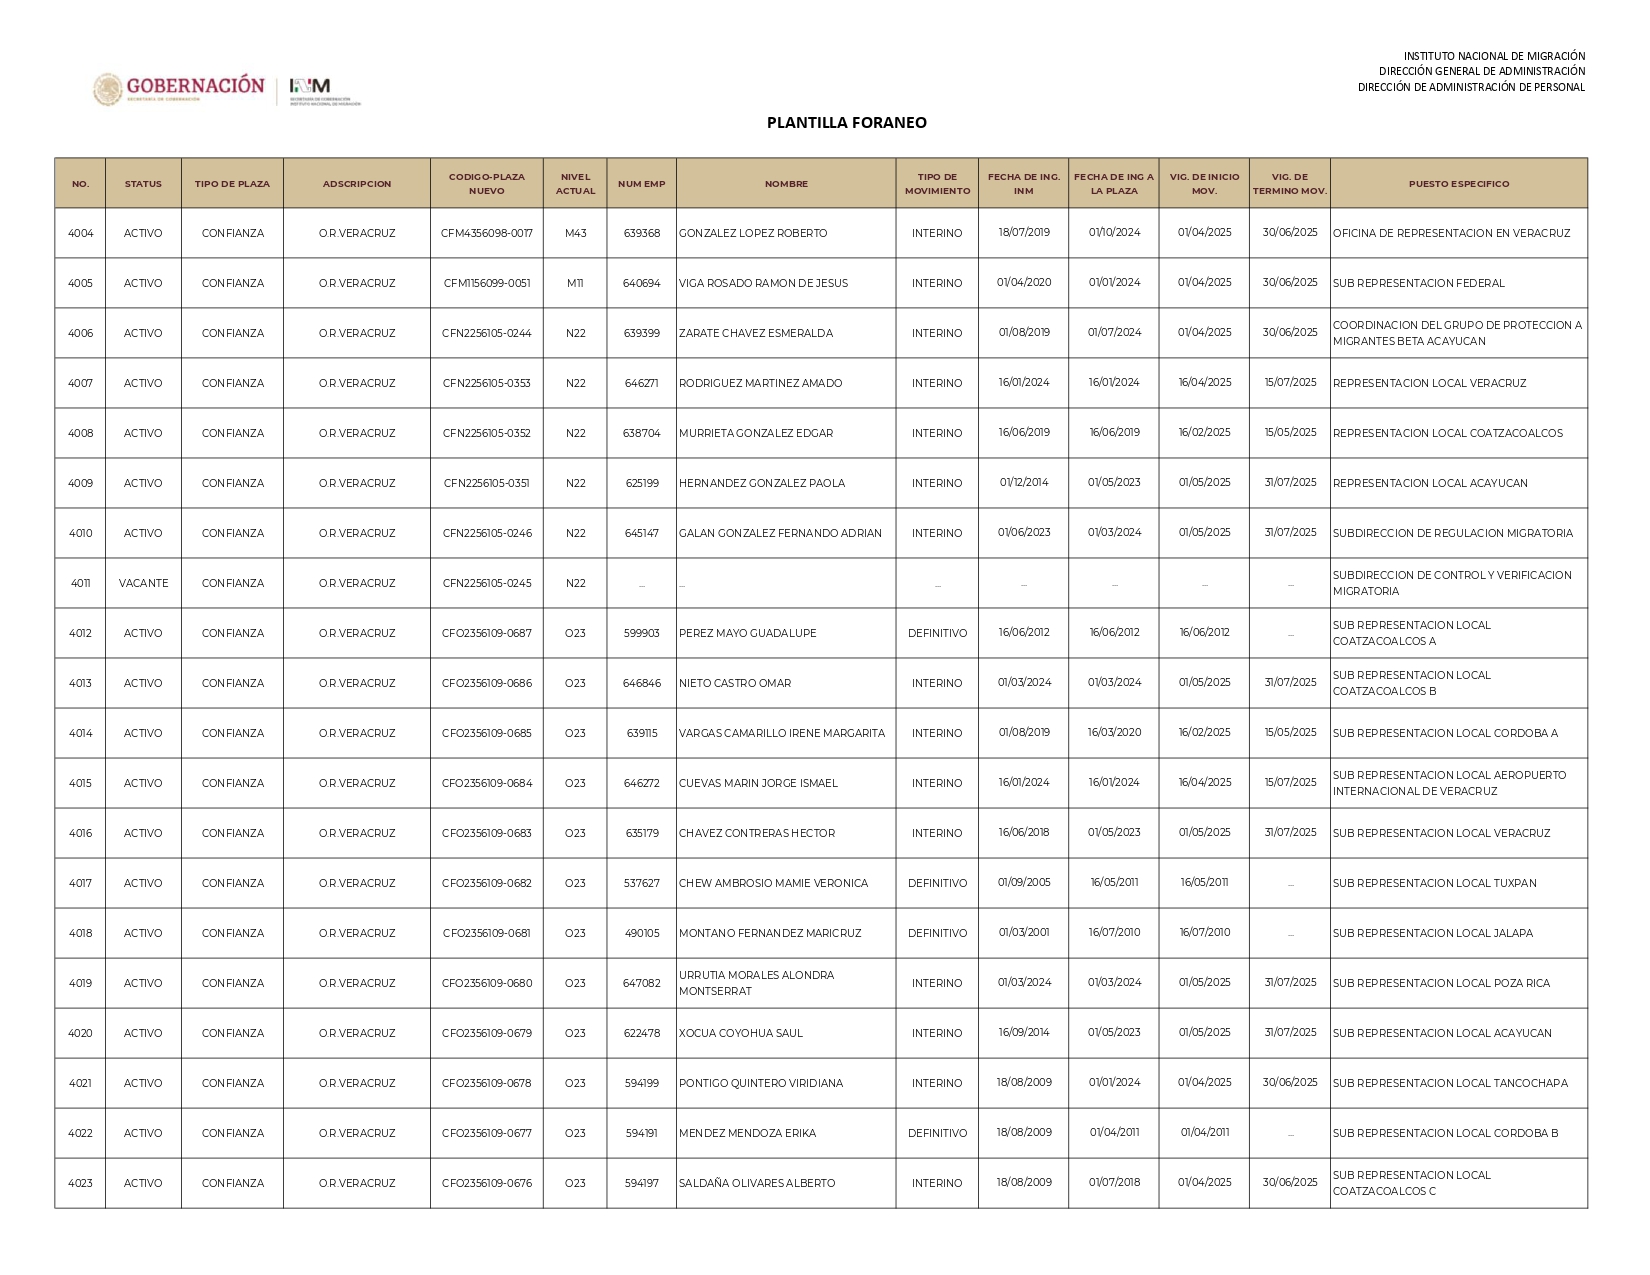 INSTITUTO NACIONAL DE MIGRACIÓN
DIRECCIÓN GENERAL DE ADMINISTRACIÓN
DIRECCIÓN DE ADMINISTRACIÓN DE PERSONAL
GOBERNACIÓN
SECRETARÍA DE GOBERNACIÓN
INM
SECRETARÍA DE GOBERNACIÓN
INSTITUTO NACIONAL DE MIGRACIÓN
PLANTILLA FORANEO
NO. STATUS TIPO DE PLAZA ADSCRIPCION CODIGO-PLAZA NUEVO NIVEL ACTUAL NUM EMP NOMBRE TIPO DE MOVIMIENTO FECHA DE ING. INM FECHA DE ING A LA PLAZA VIG. DE INICIO MOV. VIG. DE TERMINO MOV. PUESTO ESPECIFICO
4004 ACTIVO CONFIANZA O.R.VERACRUZ CFM4356098-0017 M43 639368 GONZALEZ LOPEZ ROBERTO INTERINO 18/07/2019 01/10/2024 01/04/2025 30/06/2025 OFICINA DE REPRESENTACION EN VERACRUZ
4005 ACTIVO CONFIANZA O.R.VERACRUZ CFM1156099-0051 M11 640694 VIGA ROSADO RAMON DE JESUS INTERINO 01/04/2020 01/01/2024 01/04/2025 30/06/2025 SUB REPRESENTACION FEDERAL
4006 ACTIVO CONFIANZA O.R.VERACRUZ CFN2256105-0244 N22 639399 ZARATE CHAVEZ ESMERALDA INTERINO 01/08/2019 01/07/2024 01/04/2025 30/06/2025 COORDINACION DEL GRUPO DE PROTECCION A MIGRANTES BETA ACAYUCAN
4007 ACTIVO CONFIANZA O.R.VERACRUZ CFN2256105-0353 N22 646271 RODRIGUEZ MARTINEZ AMADO INTERINO 16/01/2024 16/01/2024 16/04/2025 15/07/2025 REPRESENTACION LOCAL VERACRUZ
4008 ACTIVO CONFIANZA O.R.VERACRUZ CFN2256105-0352 N22 638704 MURRIETA GONZALEZ EDGAR INTERINO 16/06/2019 16/06/2019 16/02/2025 15/05/2025 REPRESENTACION LOCAL COATZACOALCOS
4009 ACTIVO CONFIANZA O.R.VERACRUZ CFN2256105-0351 N22 625199 HERNANDEZ GONZALEZ PAOLA INTERINO 01/12/2014 01/05/2023 01/05/2025 31/07/2025 REPRESENTACION LOCAL ACAYUCAN
4010 ACTIVO CONFIANZA O.R.VERACRUZ CFN2256105-0246 N22 645147 GALAN GONZALEZ FERNANDO ADRIAN INTERINO 01/06/2023 01/03/2024 01/05/2025 31/07/2025 SUBDIRECCION DE REGULACION MIGRATORIA
4011 VACANTE CONFIANZA O.R.VERACRUZ CFN2256105-0245 N22 ... ... ... ... ... ... ... SUBDIRECCION DE CONTROL Y VERIFICACION MIGRATORIA
4012 ACTIVO CONFIANZA O.R.VERACRUZ CFO2356109-0687 O23 599903 PEREZ MAYO GUADALUPE DEFINITIVO 16/06/2012 16/06/2012 16/06/2012 ... SUB REPRESENTACION LOCAL COATZACOALCOS A
4013 ACTIVO CONFIANZA O.R.VERACRUZ CFO2356109-0686 O23 646846 NIETO CASTRO OMAR INTERINO 01/03/2024 01/03/2024 01/05/2025 31/07/2025 SUB REPRESENTACION LOCAL COATZACOALCOS B
4014 ACTIVO CONFIANZA O.R.VERACRUZ CFO2356109-0685 O23 639115 VARGAS CAMARILLO IRENE MARGARITA INTERINO 01/08/2019 16/03/2020 16/02/2025 15/05/2025 SUB REPRESENTACION LOCAL CORDOBA A
4015 ACTIVO CONFIANZA O.R.VERACRUZ CFO2356109-0684 O23 646272 CUEVAS MARIN JORGE ISMAEL INTERINO 16/01/2024 16/01/2024 16/04/2025 15/07/2025 SUB REPRESENTACION LOCAL AEROPUERTO INTERNACIONAL DE VERACRUZ
4016 ACTIVO CONFIANZA O.R.VERACRUZ CFO2356109-0683 O23 635179 CHAVEZ CONTRERAS HECTOR INTERINO 16/06/2018 01/05/2023 01/05/2025 31/07/2025 SUB REPRESENTACION LOCAL VERACRUZ
4017 ACTIVO CONFIANZA O.R.VERACRUZ CFO2356109-0682 O23 537627 CHEW AMBROSIO MAMIE VERONICA DEFINITIVO 01/09/2005 16/05/2011 16/05/2011 ... SUB REPRESENTACION LOCAL TUXPAN
4018 ACTIVO CONFIANZA O.R.VERACRUZ CFO2356109-0681 O23 490105 MONTANO FERNANDEZ MARICRUZ DEFINITIVO 01/03/2001 16/07/2010 16/07/2010 ... SUB REPRESENTACION LOCAL JALAPA
4019 ACTIVO CONFIANZA O.R.VERACRUZ CFO2356109-0680 O23 647082 URRUTIA MORALES ALONDRA MONTSERRAT INTERINO 01/03/2024 01/03/2024 01/05/2025 31/07/2025 SUB REPRESENTACION LOCAL POZA RICA
4020 ACTIVO CONFIANZA O.R.VERACRUZ CFO2356109-0679 O23 622478 XOCUA COYOHUA SAUL INTERINO 16/09/2014 01/05/2023 01/05/2025 31/07/2025 SUB REPRESENTACION LOCAL ACAYUCAN
4021 ACTIVO CONFIANZA O.R.VERACRUZ CFO2356109-0678 O23 594199 PONTIGO QUINTERO VIRIDIANA INTERINO 18/08/2009 01/01/2024 01/04/2025 30/06/2025 SUB REPRESENTACION LOCAL TANCOCHAPA
4022 ACTIVO CONFIANZA O.R.VERACRUZ CFO2356109-0677 O23 594191 MENDEZ MENDOZA ERIKA DEFINITIVO 18/08/2009 01/04/2011 01/04/2011 ... SUB REPRESENTACION LOCAL CORDOBA B
4023 ACTIVO CONFIANZA O.R.VERACRUZ CFO2356109-0676 O23 594197 SALDAÑA OLIVARES ALBERTO INTERINO 18/08/2009 01/07/2018 01/04/2025 30/06/2025 SUB REPRESENTACION LOCAL COATZACOALCOS C